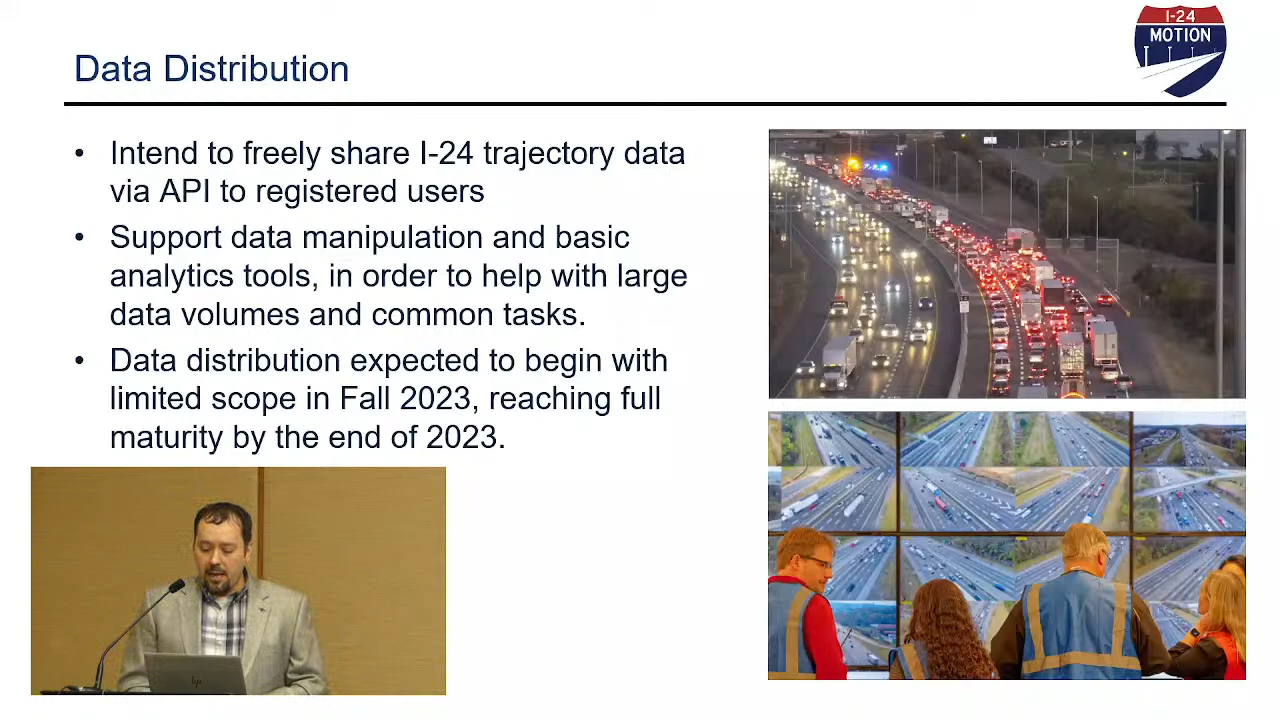 I-24
MOTION
Data Distribution
• Intend to freely share I-24 trajectory data
via API to registered users
• Support data manipulation and basic
analytics tools, in order to help with large
data volumes and common tasks.
• Data distribution expected to begin with
limited scope in Fall 2023, reaching full
maturity by the end of 2023.
hp